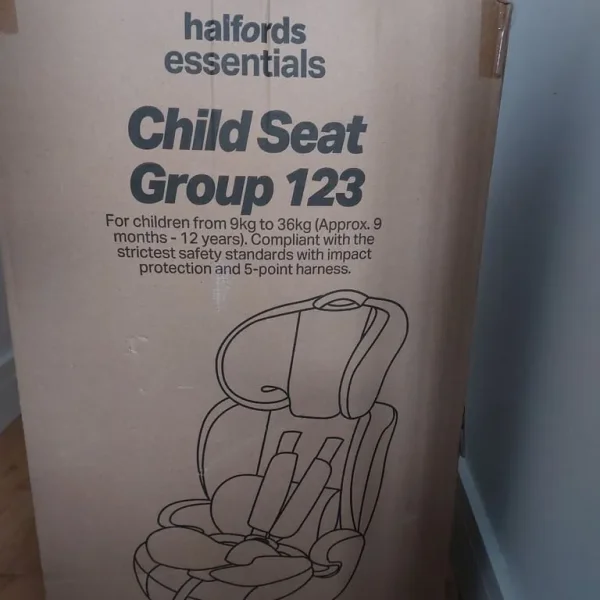 halfords
essentials
Child Seat
Group 123
For children from 9kg to 36kg (Approx. 9
months - 12 years). Compliant with the
strictest safety standards with impact
protection and 5-point harness.